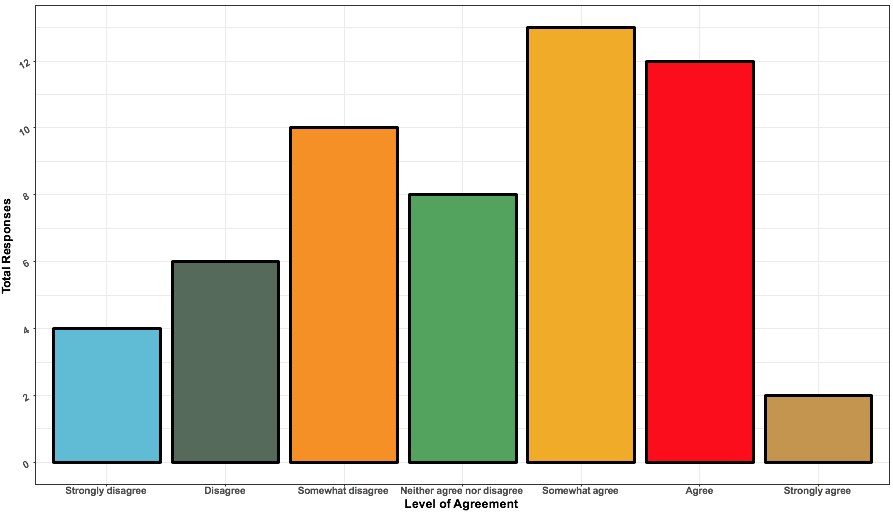 Total Responses
12
10
8
6
4
2
0
Strongly disagree
Disagree
Somewhat disagree
Neither agree nor disagree
Somewhat agree
Agree
Strongly agree
Level of Agreement